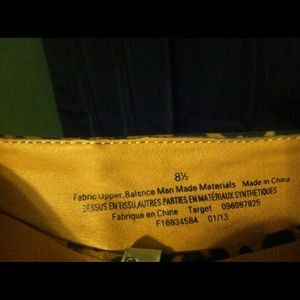 8½
Fabric Upper, Balance Man Made Materials Made in China
DESSUS EN TISSU, AUTRES PARTIES EN MATÉRIAUX SYNTHETIQUES
Fabriqué en Chine Target 096087825
F16834584 01/13